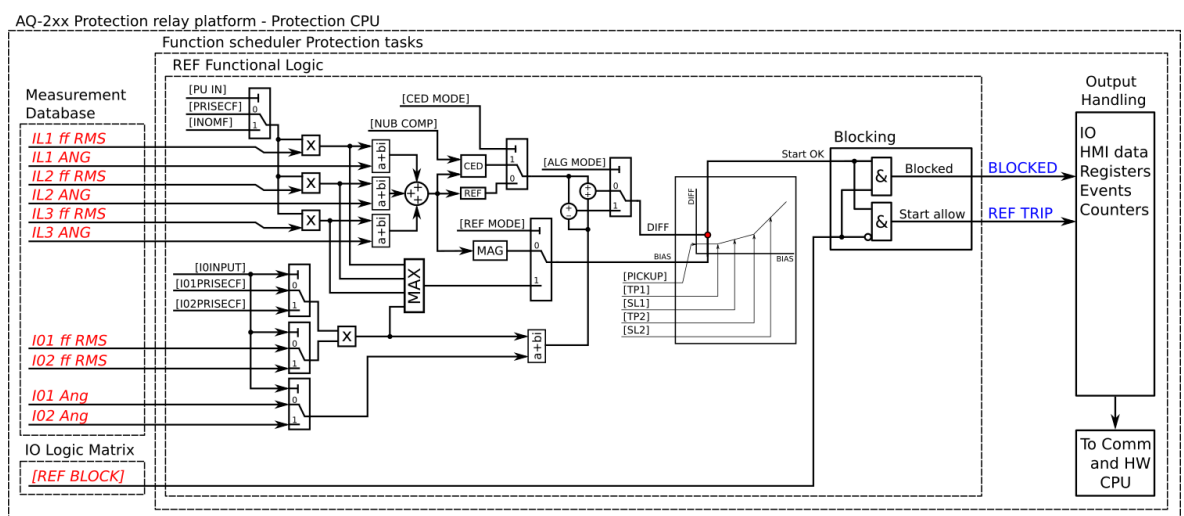 AQ-2xx Protection relay platform - Protection CPU
Function scheduler Protection tasks
REF Functional Logic
Measurement
Database
IL1 ff RMS
IL1 ANG
IL2 ff RMS
IL2 ANG
IL3 ff RMS
IL3 ANG
I01 ff RMS
I02 ff RMS
I01 Ang
I02 Ang
IO Logic Matrix
[REF BLOCK]
[PU IN]
[PRISECF]
[INOMF]
0
1
X
X
X
a+bi
a+bi
a+bi
+
+
+
[NUB COMP]
[CED MODE]
CED
REF
1
0
[ALG MODE]
0
1
+
±
+
-
[REF MODE]
MAG
0
1
MAX
[I0INPUT]
[I01PRISECF]
[I02PRISECF]
0
1
0
1
0
1
X
a+bi
DIFF
BIAS
DIFF
BIAS
[PICKUP]
[TP1]
[SL1]
[TP2]
[SL2]
Start OK
Blocking
&
Blocked
&
Start allow
BLOCKED
REF TRIP
Output
Handling
IO
HMI data
Registers
Events
Counters
To Comm
and HW
CPU